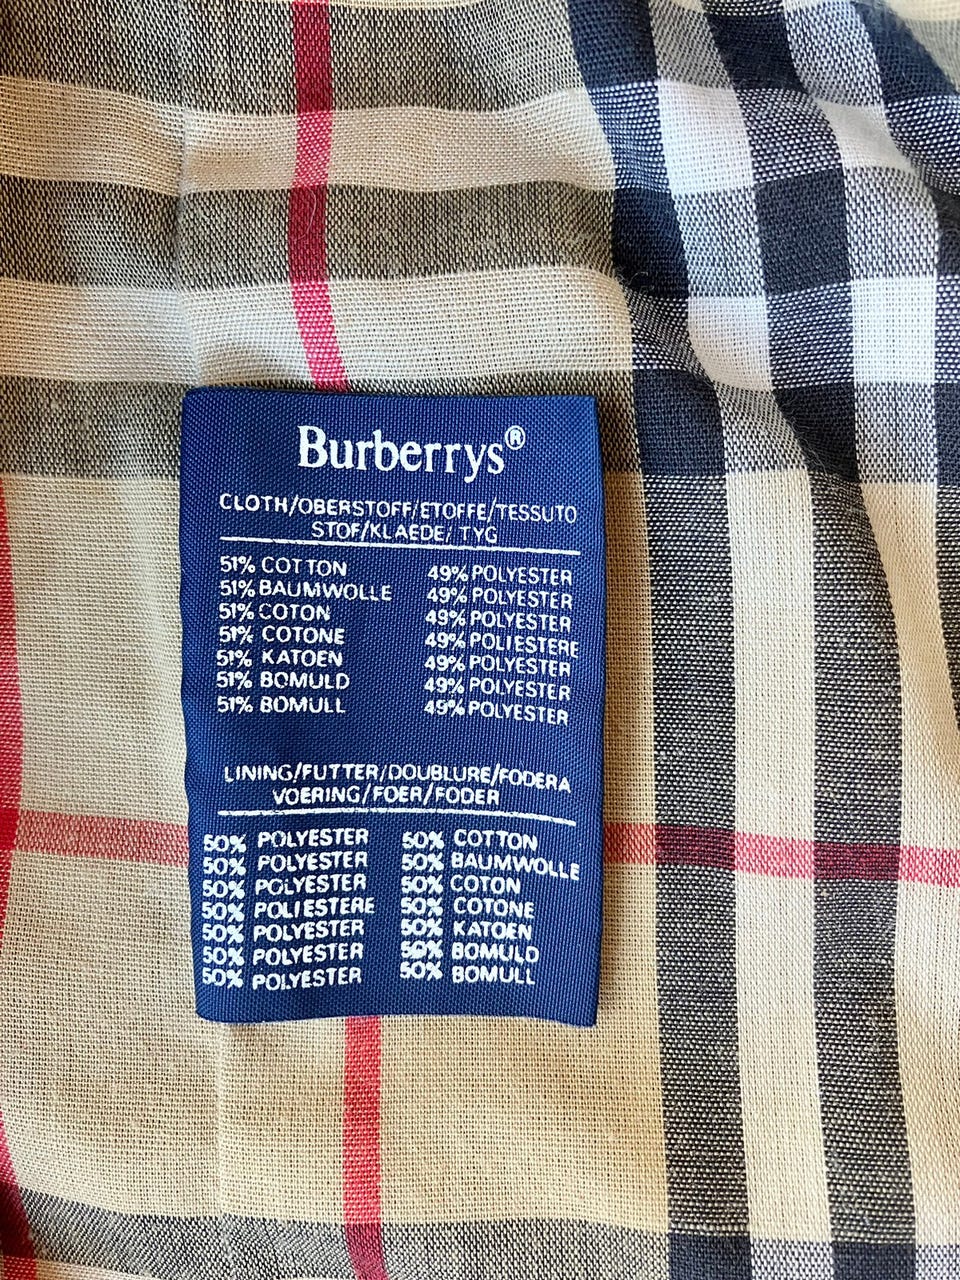 Burberrys®
CLOTH/OBERSTOFF/ETOFFE/TESSUTO
STOF/KLAEDE/TYG
51% COTTON 49% POLYESTER
51% BAUMWOLLE 49% POLYESTER
51% COTON 49% POLYESTER
51% COTONE 49% POLIESTERE
51% KATOEN 49% POLYESTER
51% BOMULD 49% POLYESTER
51% BOMULL 49% POLYESTER
LINING/FUTTER/DOUBLURE/FODERA
VOERING/FOER/FODER
50% POLYESTER 50% COTTON
50% POLYESTER 50% BAUMWOLLE
50% POLYESTER 50% COTON
50% POLIESTERE 50% COTONE
50% POLYESTER 50% KATOEN
50% POLYESTER 50% BOMULD
50% POLYESTER 50% BOMULL